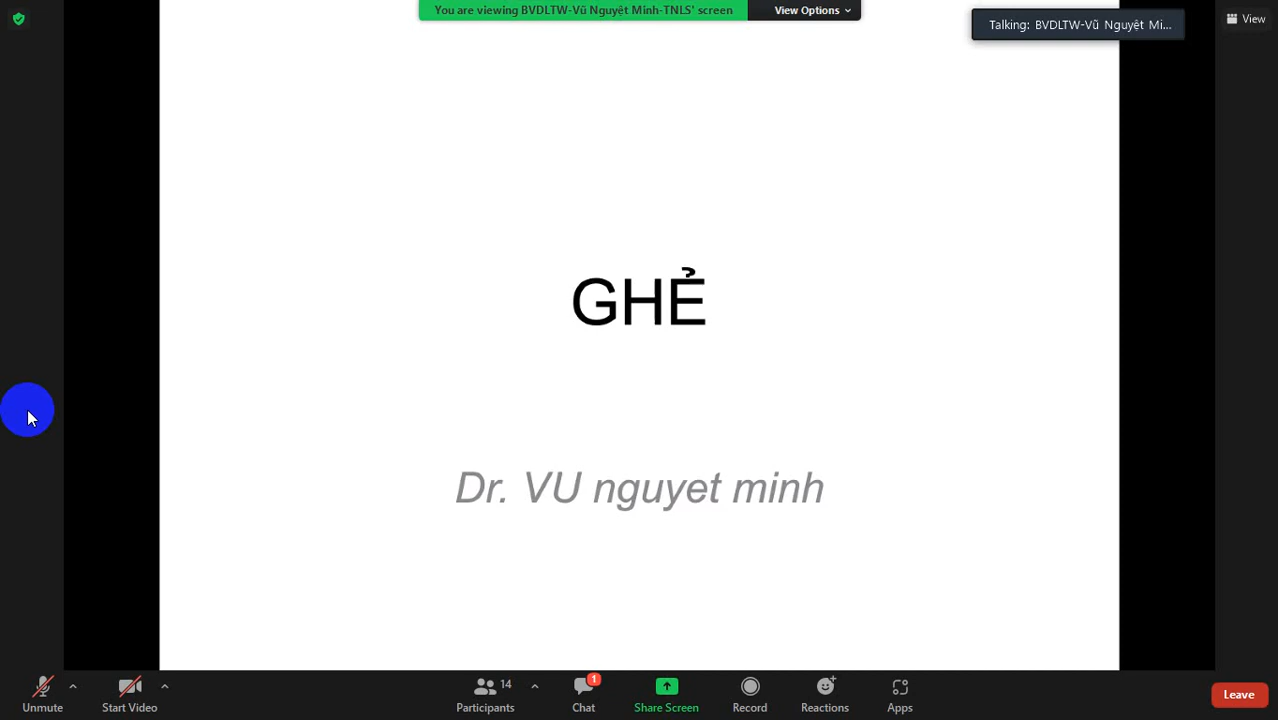 You are viewing BVDLTW-Vũ Nguyệt Minh-TNLS' screen
View Options
Talking: BVDLTW-Vũ Nguyệt Mi...
View
GHẺ
Dr. VU nguyet minh
14
1
Unmute
Start Video
Participants
Chat
Share Screen
Record
Reactions
Apps
Leave